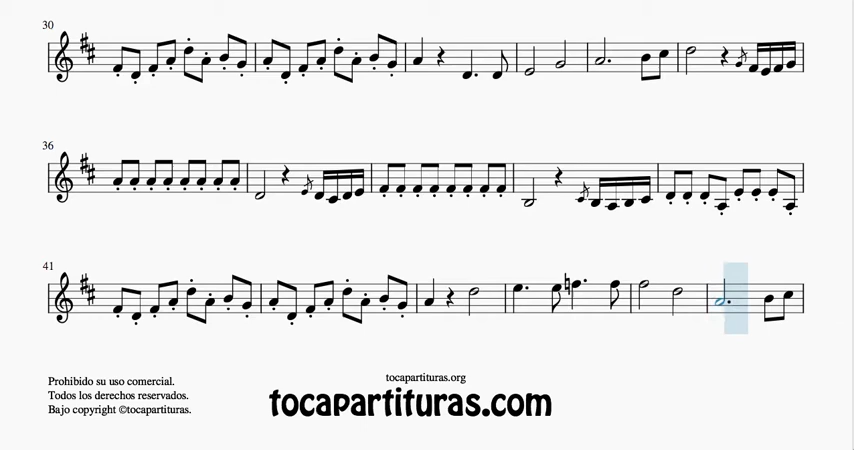 30
36
41
Prohibido su uso comercial.
Todos los derechos reservados.
Bajo copyright ©tocapartituras.
tocapartituras.org
tocapartituras.com